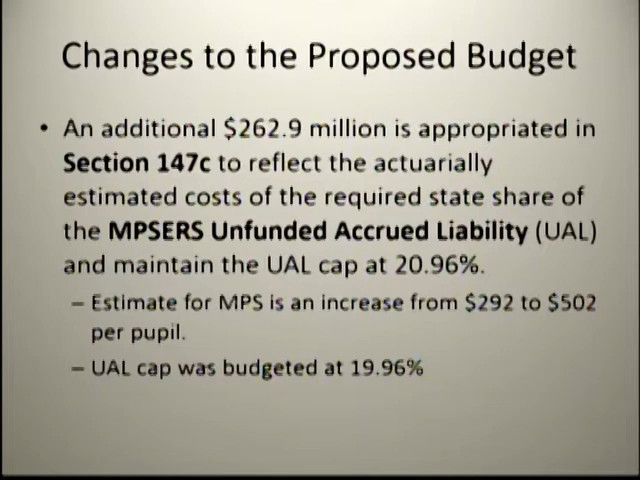 Changes to the Proposed Budget
• An additional $262.9 million is appropriated in
Section 147c to reflect the actuarially
estimated costs of the required state share of
the MPSERS Unfunded Accrued Liability (UAL)
and maintain the UAL cap at 20.96%.
– Estimate for MPS is an increase from $292 to $502
per pupil.
– UAL cap was budgeted at 19.96%